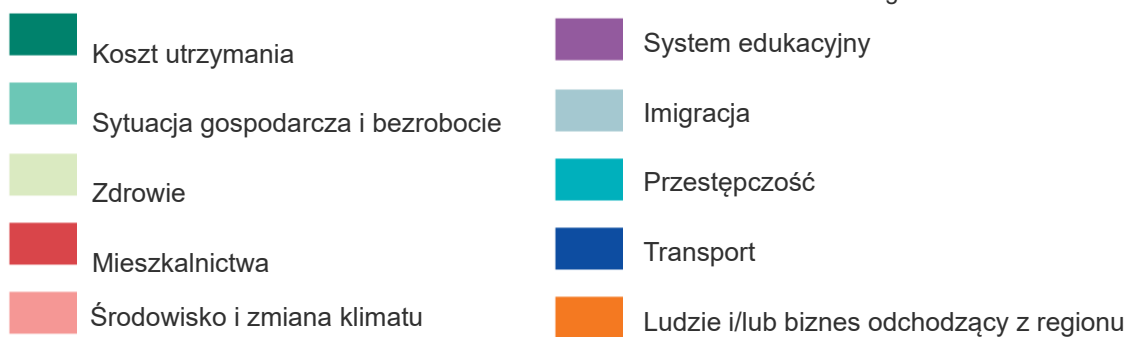 Koszt utrzymania
Sytuacja gospodarcza i bezrobocie
Zdrowie
Mieszkalnictwa
Środowisko i zmiana klimatu
System edukacyjny
Imigracja
Przestępczość
Transport
Ludzie i/lub biznes odchodzący z regionu